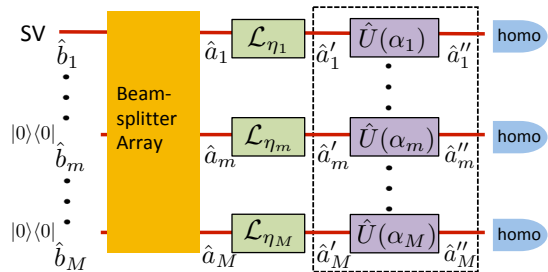 SV $\hat{b}_1$ $\hat{a}_1$ $\mathcal{L}_{\eta_1}$ $\hat{a}'_1$ $\hat{U}(\alpha_1)$ $\hat{a}''_1$ homo
Beam-
splitter
Array
$|0\rangle\langle 0|$ $\hat{b}_m$ $\hat{a}_m$ $\mathcal{L}_{\eta_m}$ $\hat{a}'_m$ $\hat{U}(\alpha_m)$ $\hat{a}''_m$ homo
$|0\rangle\langle 0|$ $\hat{b}_M$ $\hat{a}_M$ $\mathcal{L}_{\eta_M}$ $\hat{a}'_M$ $\hat{U}(\alpha_M)$ $\hat{a}''_M$ homo